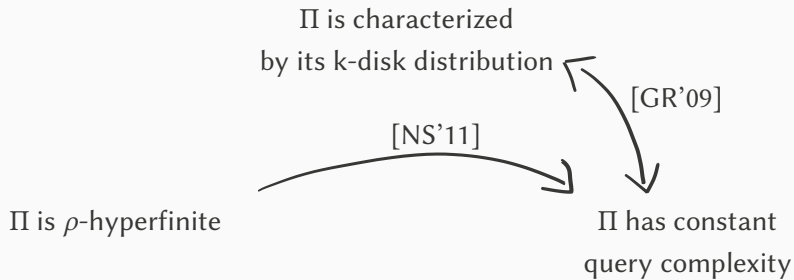 Π is characterized
by its k-disk distribution
[GR’09]
[NS’11]
Π is ρ-hyperfinite
Π has constant
query complexity